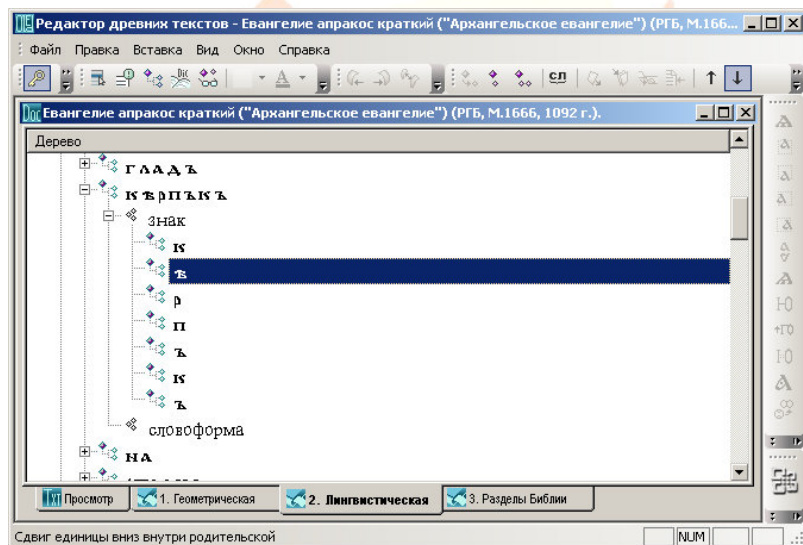 Редактор древних текстов - Евангелие апракос краткий ("Архангельское евангелие") (РГБ, М.166...
Файл Правка Вставка Вид Окно Справка
Евангелие апракос краткий ("Архангельское евангелие") (РГБ, М.1666, 1092 г.).
Дерево
гладъ
кѣрпъкъ
знак
к
ѣ
р
п
ъ
к
ъ
словоформа
на
Просмотр 1. Геометрическая 2. Лингвистическая 3. Разделы Библии
Сдвиг единицы вниз внутри родительской NUM